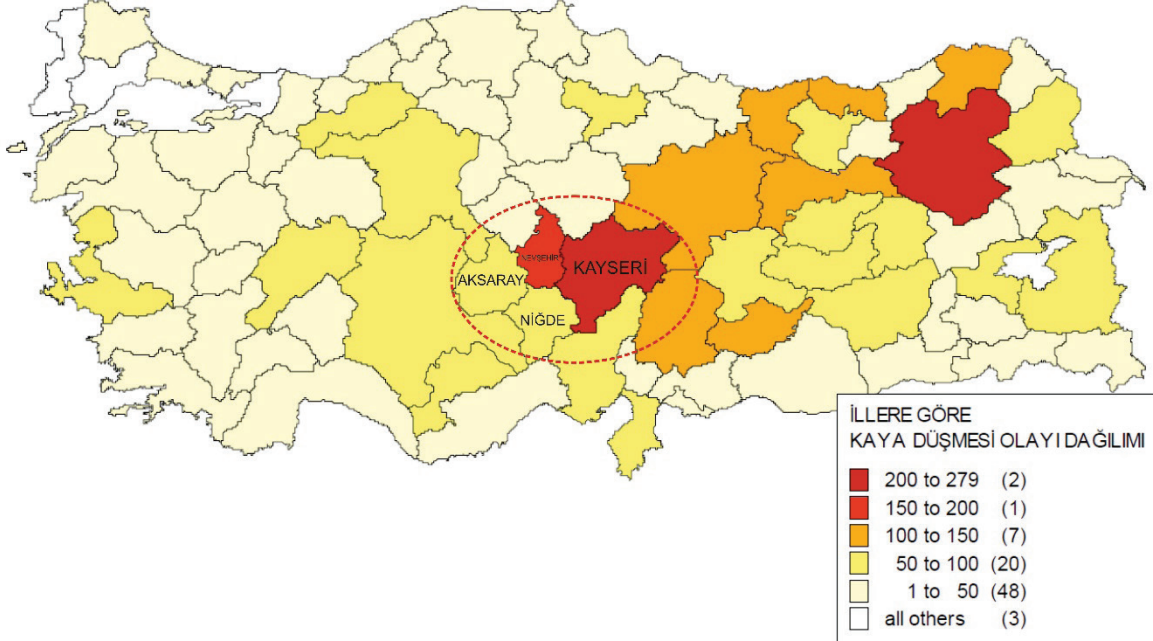 NEVŞEHİR
KAYSERİ
AKSARAY
NİĞDE
İLLERE GÖRE
KAYA DÜŞMESİ OLAYI DAĞILIMI
200 to 279 (2)
150 to 200 (1)
100 to 150 (7)
50 to 100 (20)
1 to 50 (48)
all others (3)